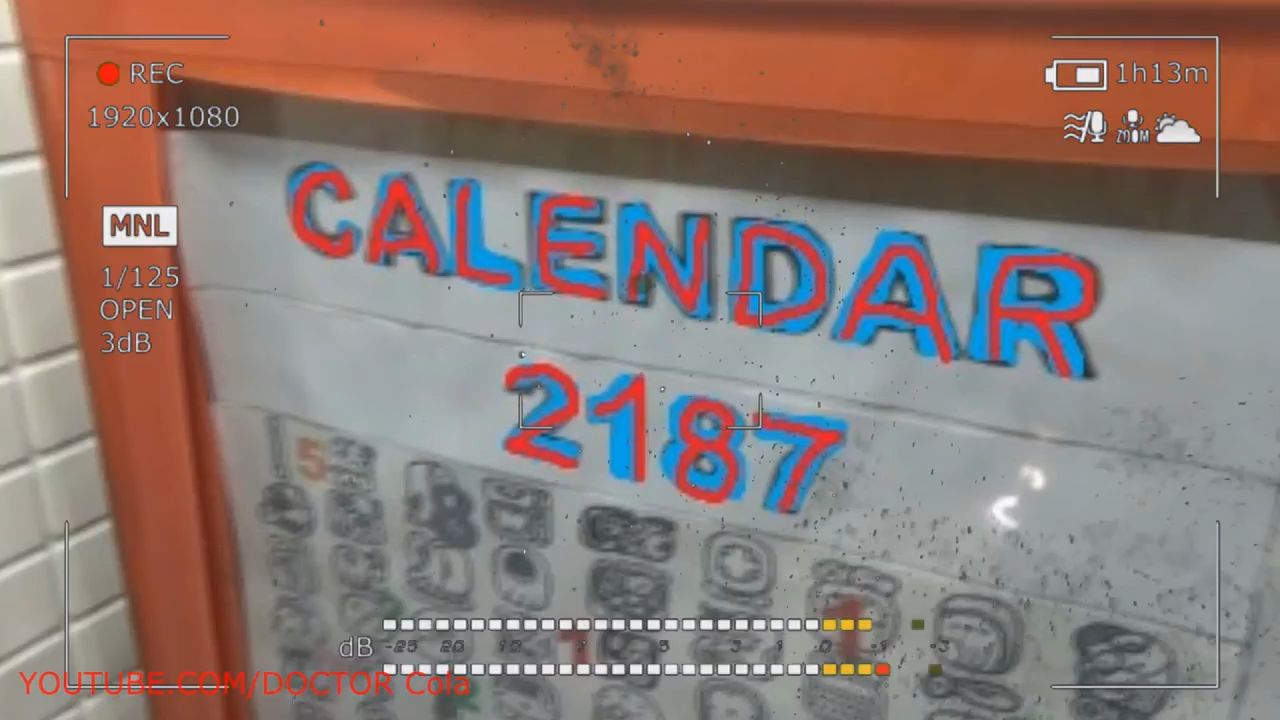 REC
1920x1080
1h13m
ZOOM
MNL
1/125
OPEN
3dB
CALENDAR
2187
5
dB -25 20 10 5 3 1 0 -1 -3
YOUTUBE.COM/DOCTOR Cola